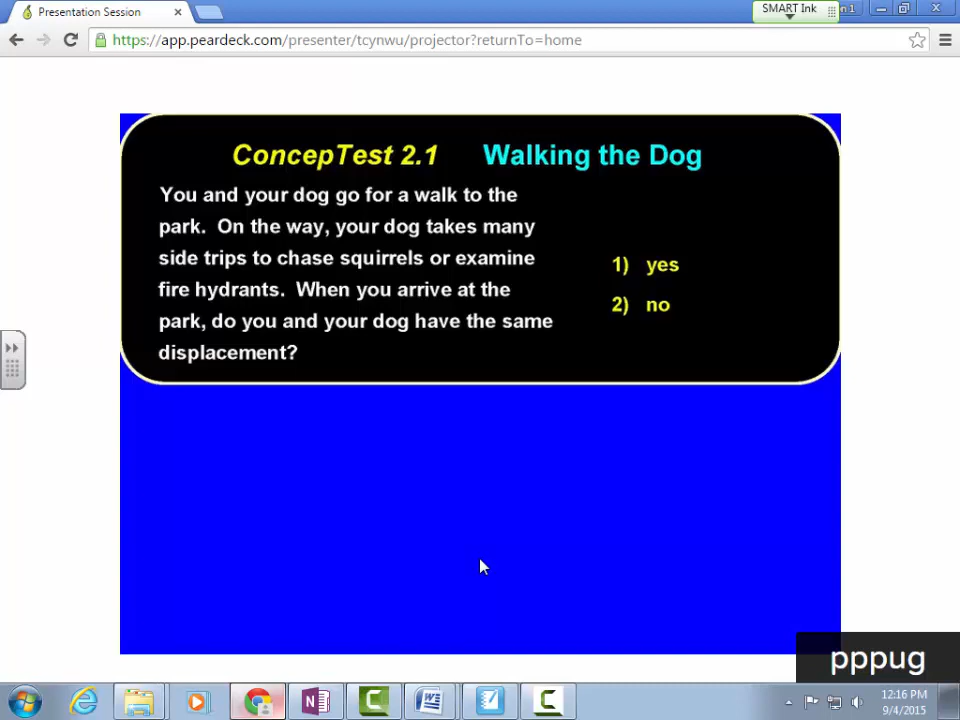 Presentation Session
SMART Ink
https://app.peardeck.com/presenter/tcynwu/projector?returnTo=home
ConcepTest 2.1 Walking the Dog
You and your dog go for a walk to the
park. On the way, your dog takes many
side trips to chase squirrels or examine
fire hydrants. When you arrive at the
park, do you and your dog have the same
displacement?
1) yes
2) no
pppug
12:16 PM
9/4/2015